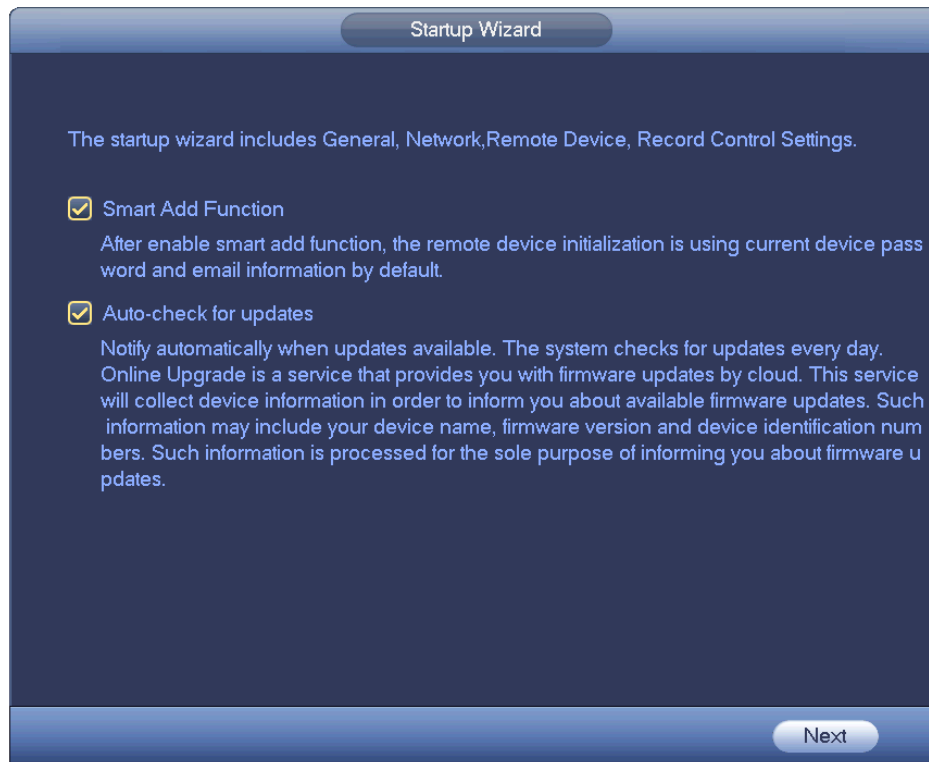 Startup Wizard
The startup wizard includes General, Network,Remote Device, Record Control Settings.
Smart Add Function
After enable smart add function, the remote device initialization is using current device pass
word and email information by default.
Auto-check for updates
Notify automatically when updates available. The system checks for updates every day.
Online Upgrade is a service that provides you with firmware updates by cloud. This service
will collect device information in order to inform you about available firmware updates. Such
information may include your device name, firmware version and device identification num
bers. Such information is processed for the sole purpose of informing you about firmware u
pdates.
Next